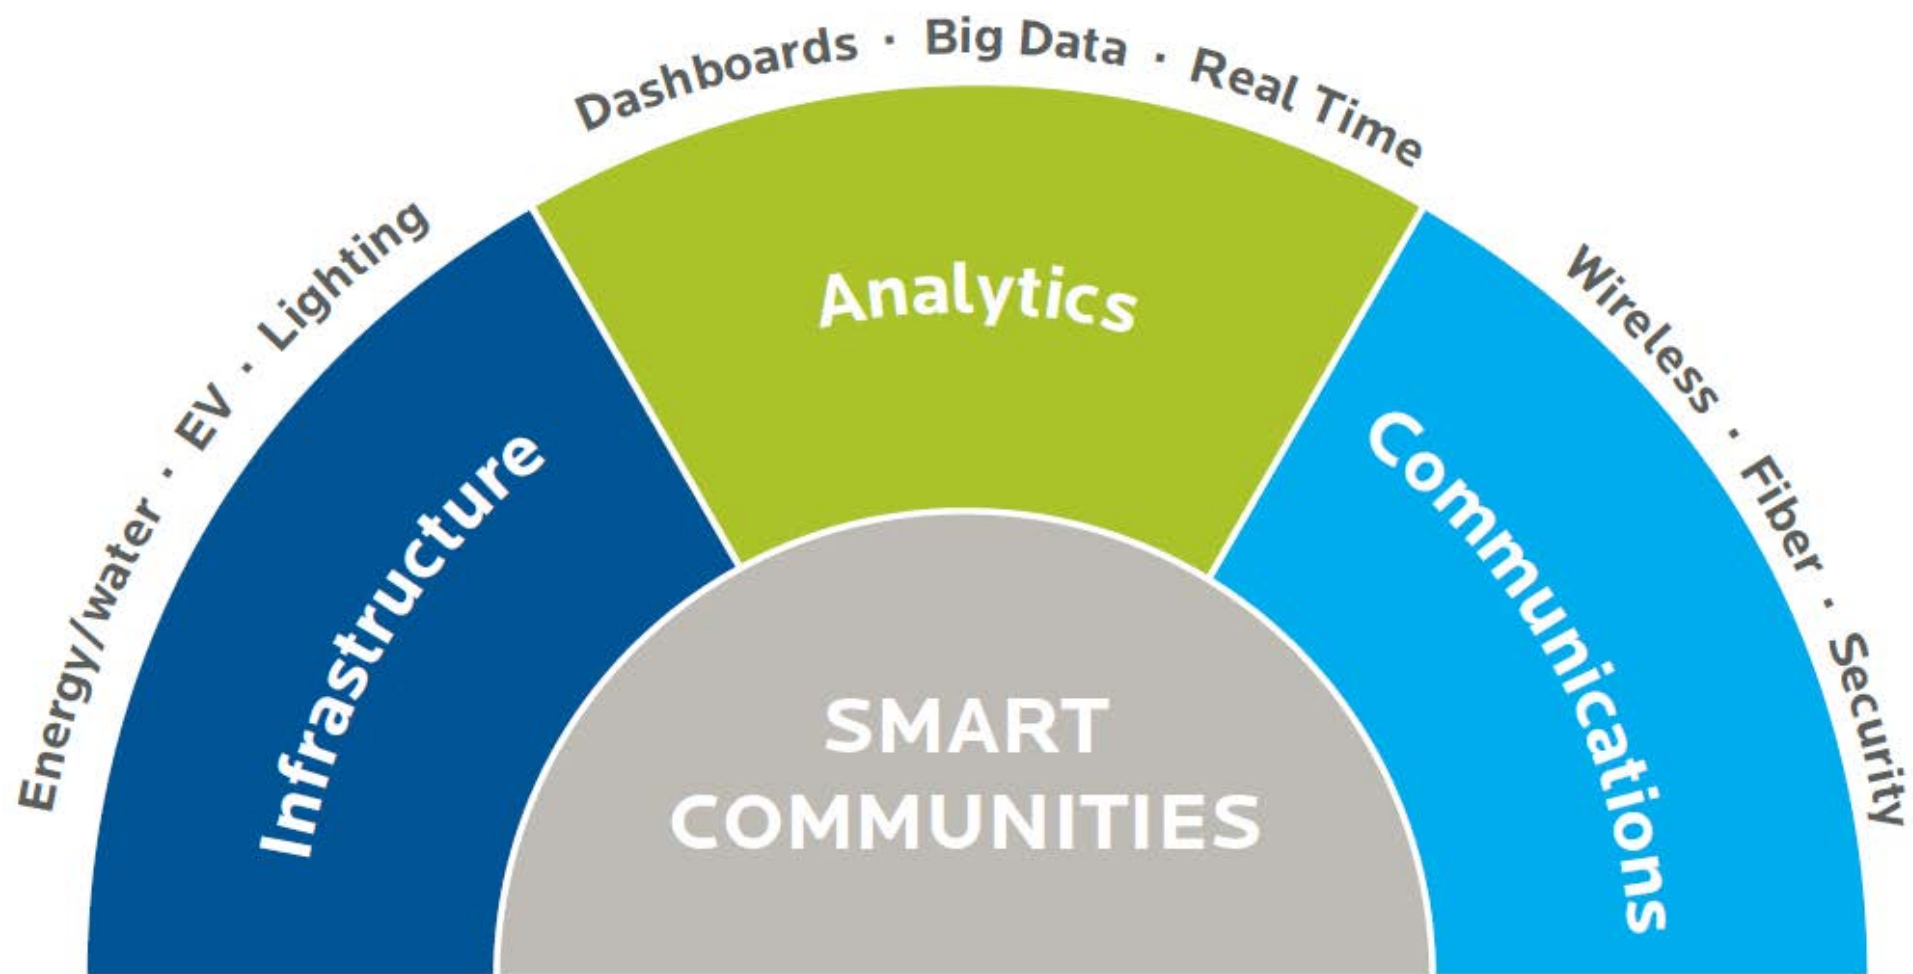 Dashboards · Big Data · Real Time
Energy/water · EV · Lighting
Wireless · Fiber · Security
Infrastructure
Analytics
Communications
SMART
COMMUNITIES